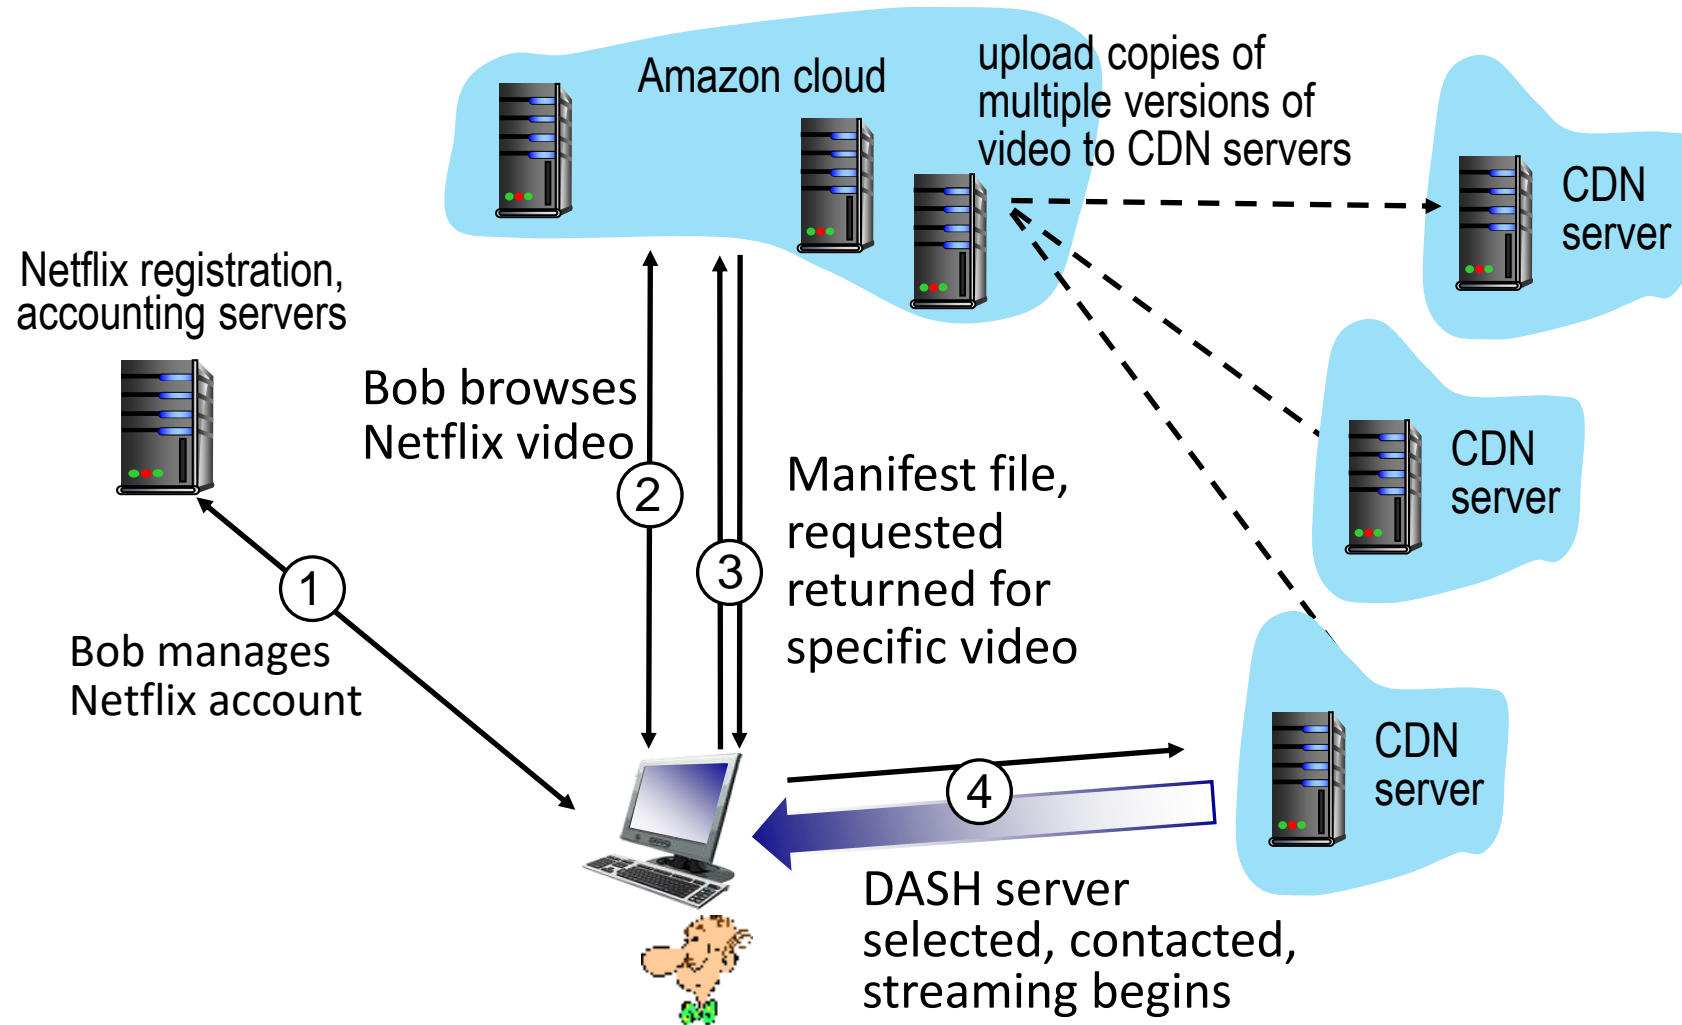 Amazon cloud
upload copies of
multiple versions of
video to CDN servers
CDN
server
Netflix registration,
accounting servers
Bob browses
Netflix video
2
CDN
server
Manifest file,
requested
returned for
specific video
3
1
Bob manages
Netflix account
CDN
server
4
DASH server
selected, contacted,
streaming begins